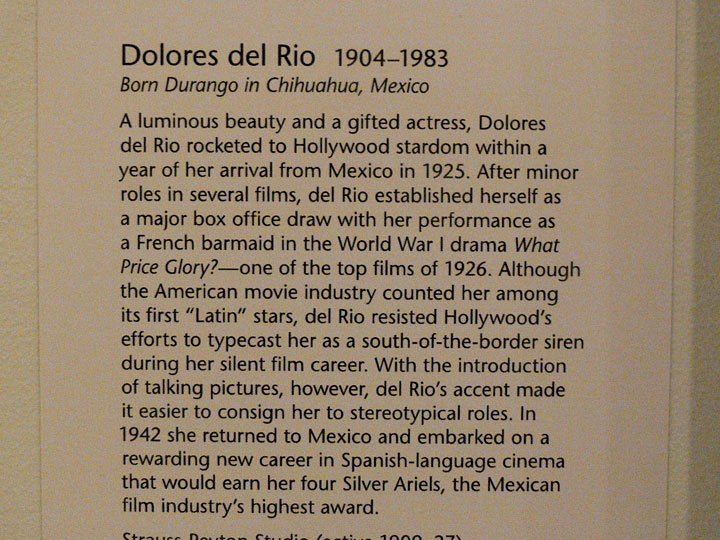 Dolores del Rio 1904–1983
Born Durango in Chihuahua, Mexico
A luminous beauty and a gifted actress, Dolores
del Rio rocketed to Hollywood stardom within a
year of her arrival from Mexico in 1925. After minor
roles in several films, del Rio established herself as
a major box office draw with her performance as
a French barmaid in the World War I drama What
Price Glory?—one of the top films of 1926. Although
the American movie industry counted her among
its first “Latin” stars, del Rio resisted Hollywood’s
efforts to typecast her as a south-of-the-border siren
during her silent film career. With the introduction
of talking pictures, however, del Rio’s accent made
it easier to consign her to stereotypical roles. In
1942 she returned to Mexico and embarked on a
rewarding new career in Spanish-language cinema
that would earn her four Silver Ariels, the Mexican
film industry’s highest award.
Strauss Peyton Studio (active